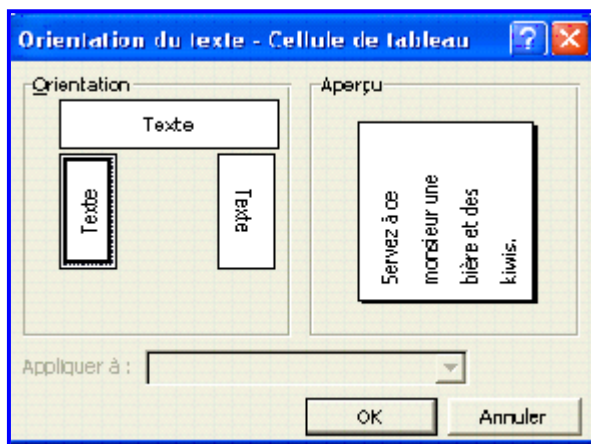 Orientation du texte - Cellule de tableau
Orientation
Texte
Texte
Texte
Aperçu
Servez à ce
monsieur une
bière et des
kiwis.
Appliquer à :
OK
Annuler